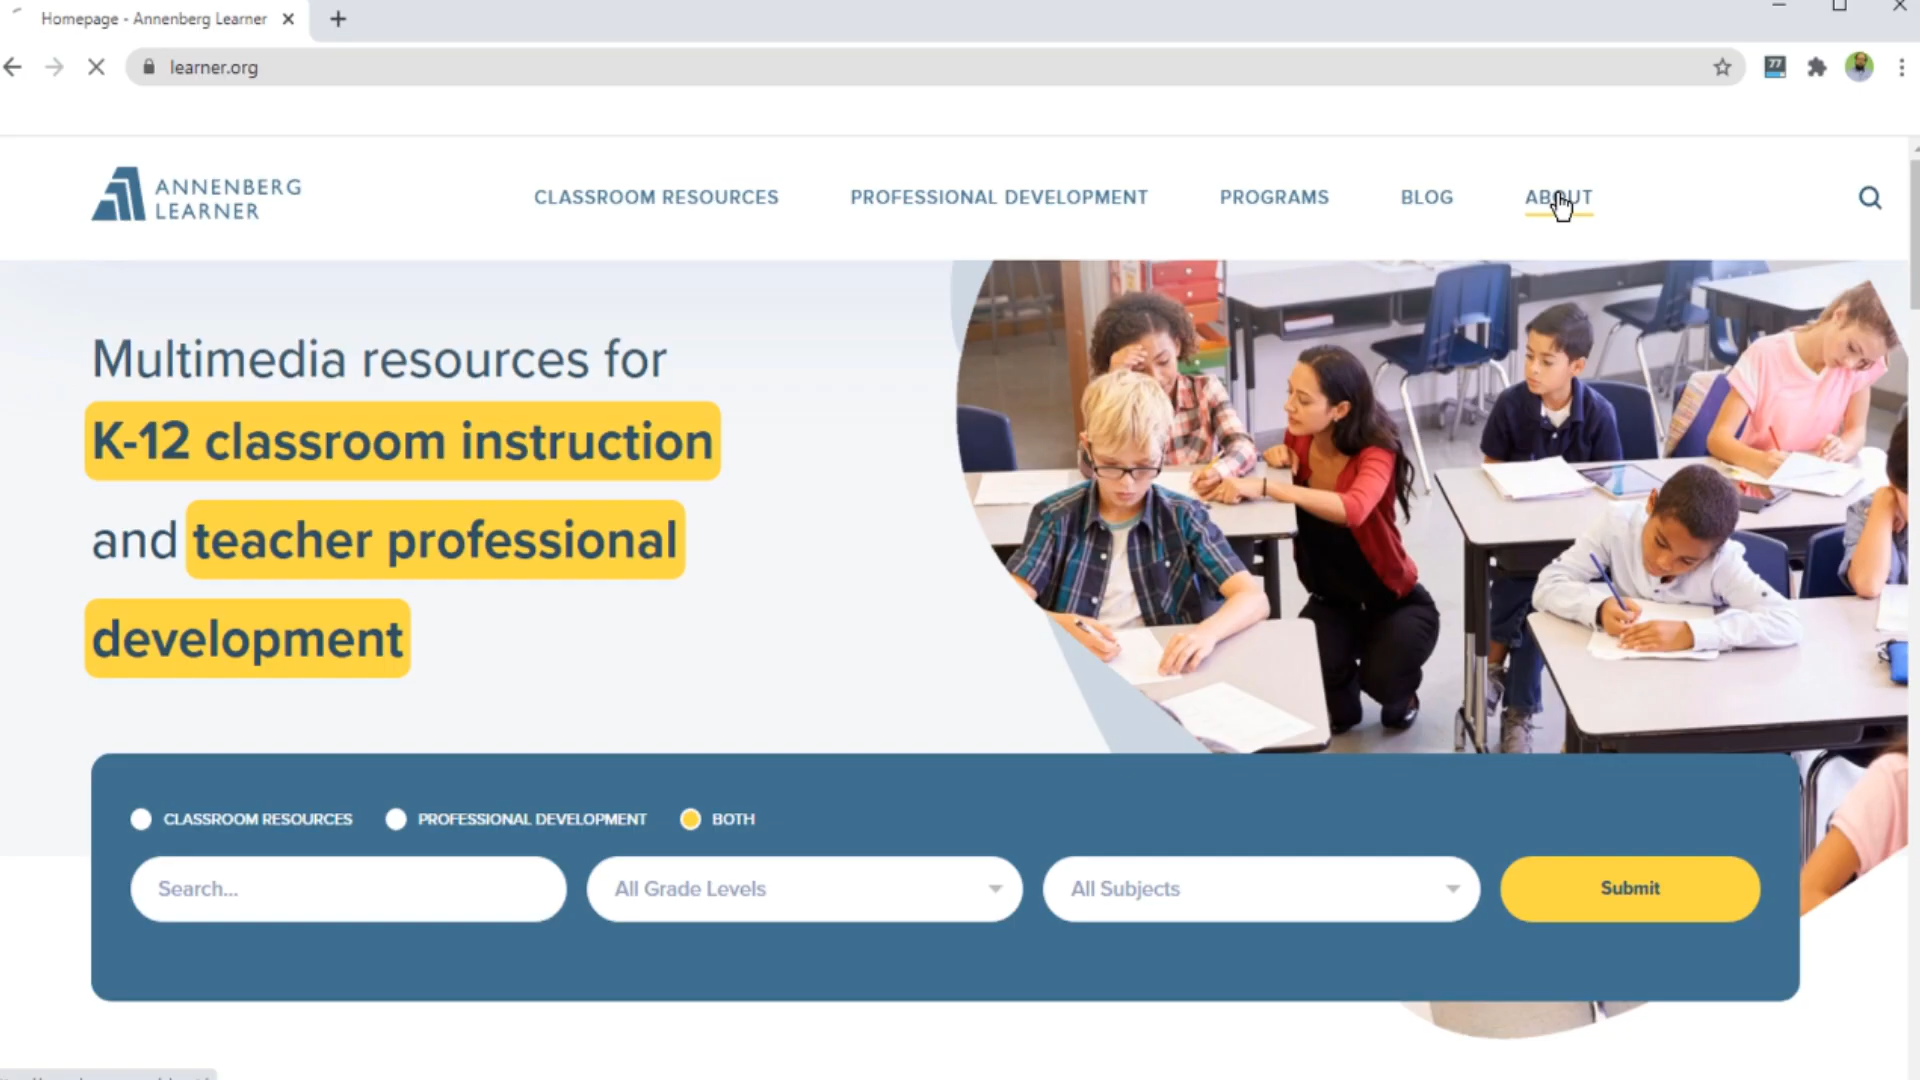 Homepage - Annenberg Learner
learner.org
77
ANNENBERG
LEARNER
CLASSROOM RESOURCES
PROFESSIONAL DEVELOPMENT
PROGRAMS
BLOG
ABOUT
Multimedia resources for
K-12 classroom instruction
and teacher professional
development
CLASSROOM RESOURCES
PROFESSIONAL DEVELOPMENT
BOTH
Search...
All Grade Levels
All Subjects
Submit